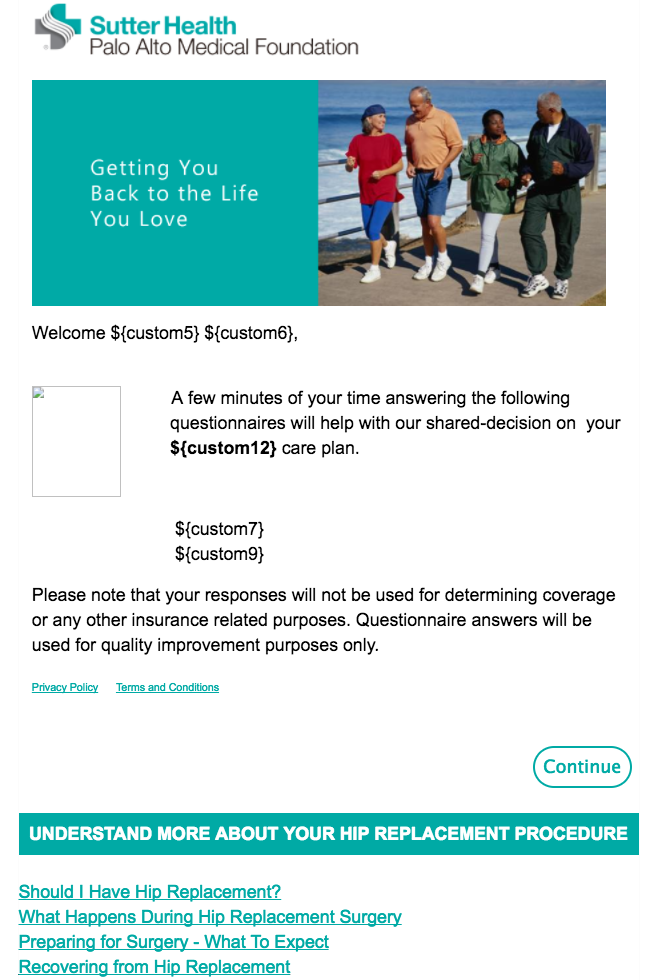 Sutter Health
Palo Alto Medical Foundation
Getting You
Back to the Life
You Love
Welcome ${custom5} ${custom6},
A few minutes of your time answering the following
questionnaires will help with our shared-decision on  your
${custom12} care plan.
${custom7}
${custom9}
Please note that your responses will not be used for determining coverage
or any other insurance related purposes. Questionnaire answers will be
used for quality improvement purposes only.
Privacy Policy Terms and Conditions
Continue
UNDERSTAND MORE ABOUT YOUR HIP REPLACEMENT PROCEDURE
Should I Have Hip Replacement?
What Happens During Hip Replacement Surgery
Preparing for Surgery - What To Expect
Recovering from Hip Replacement